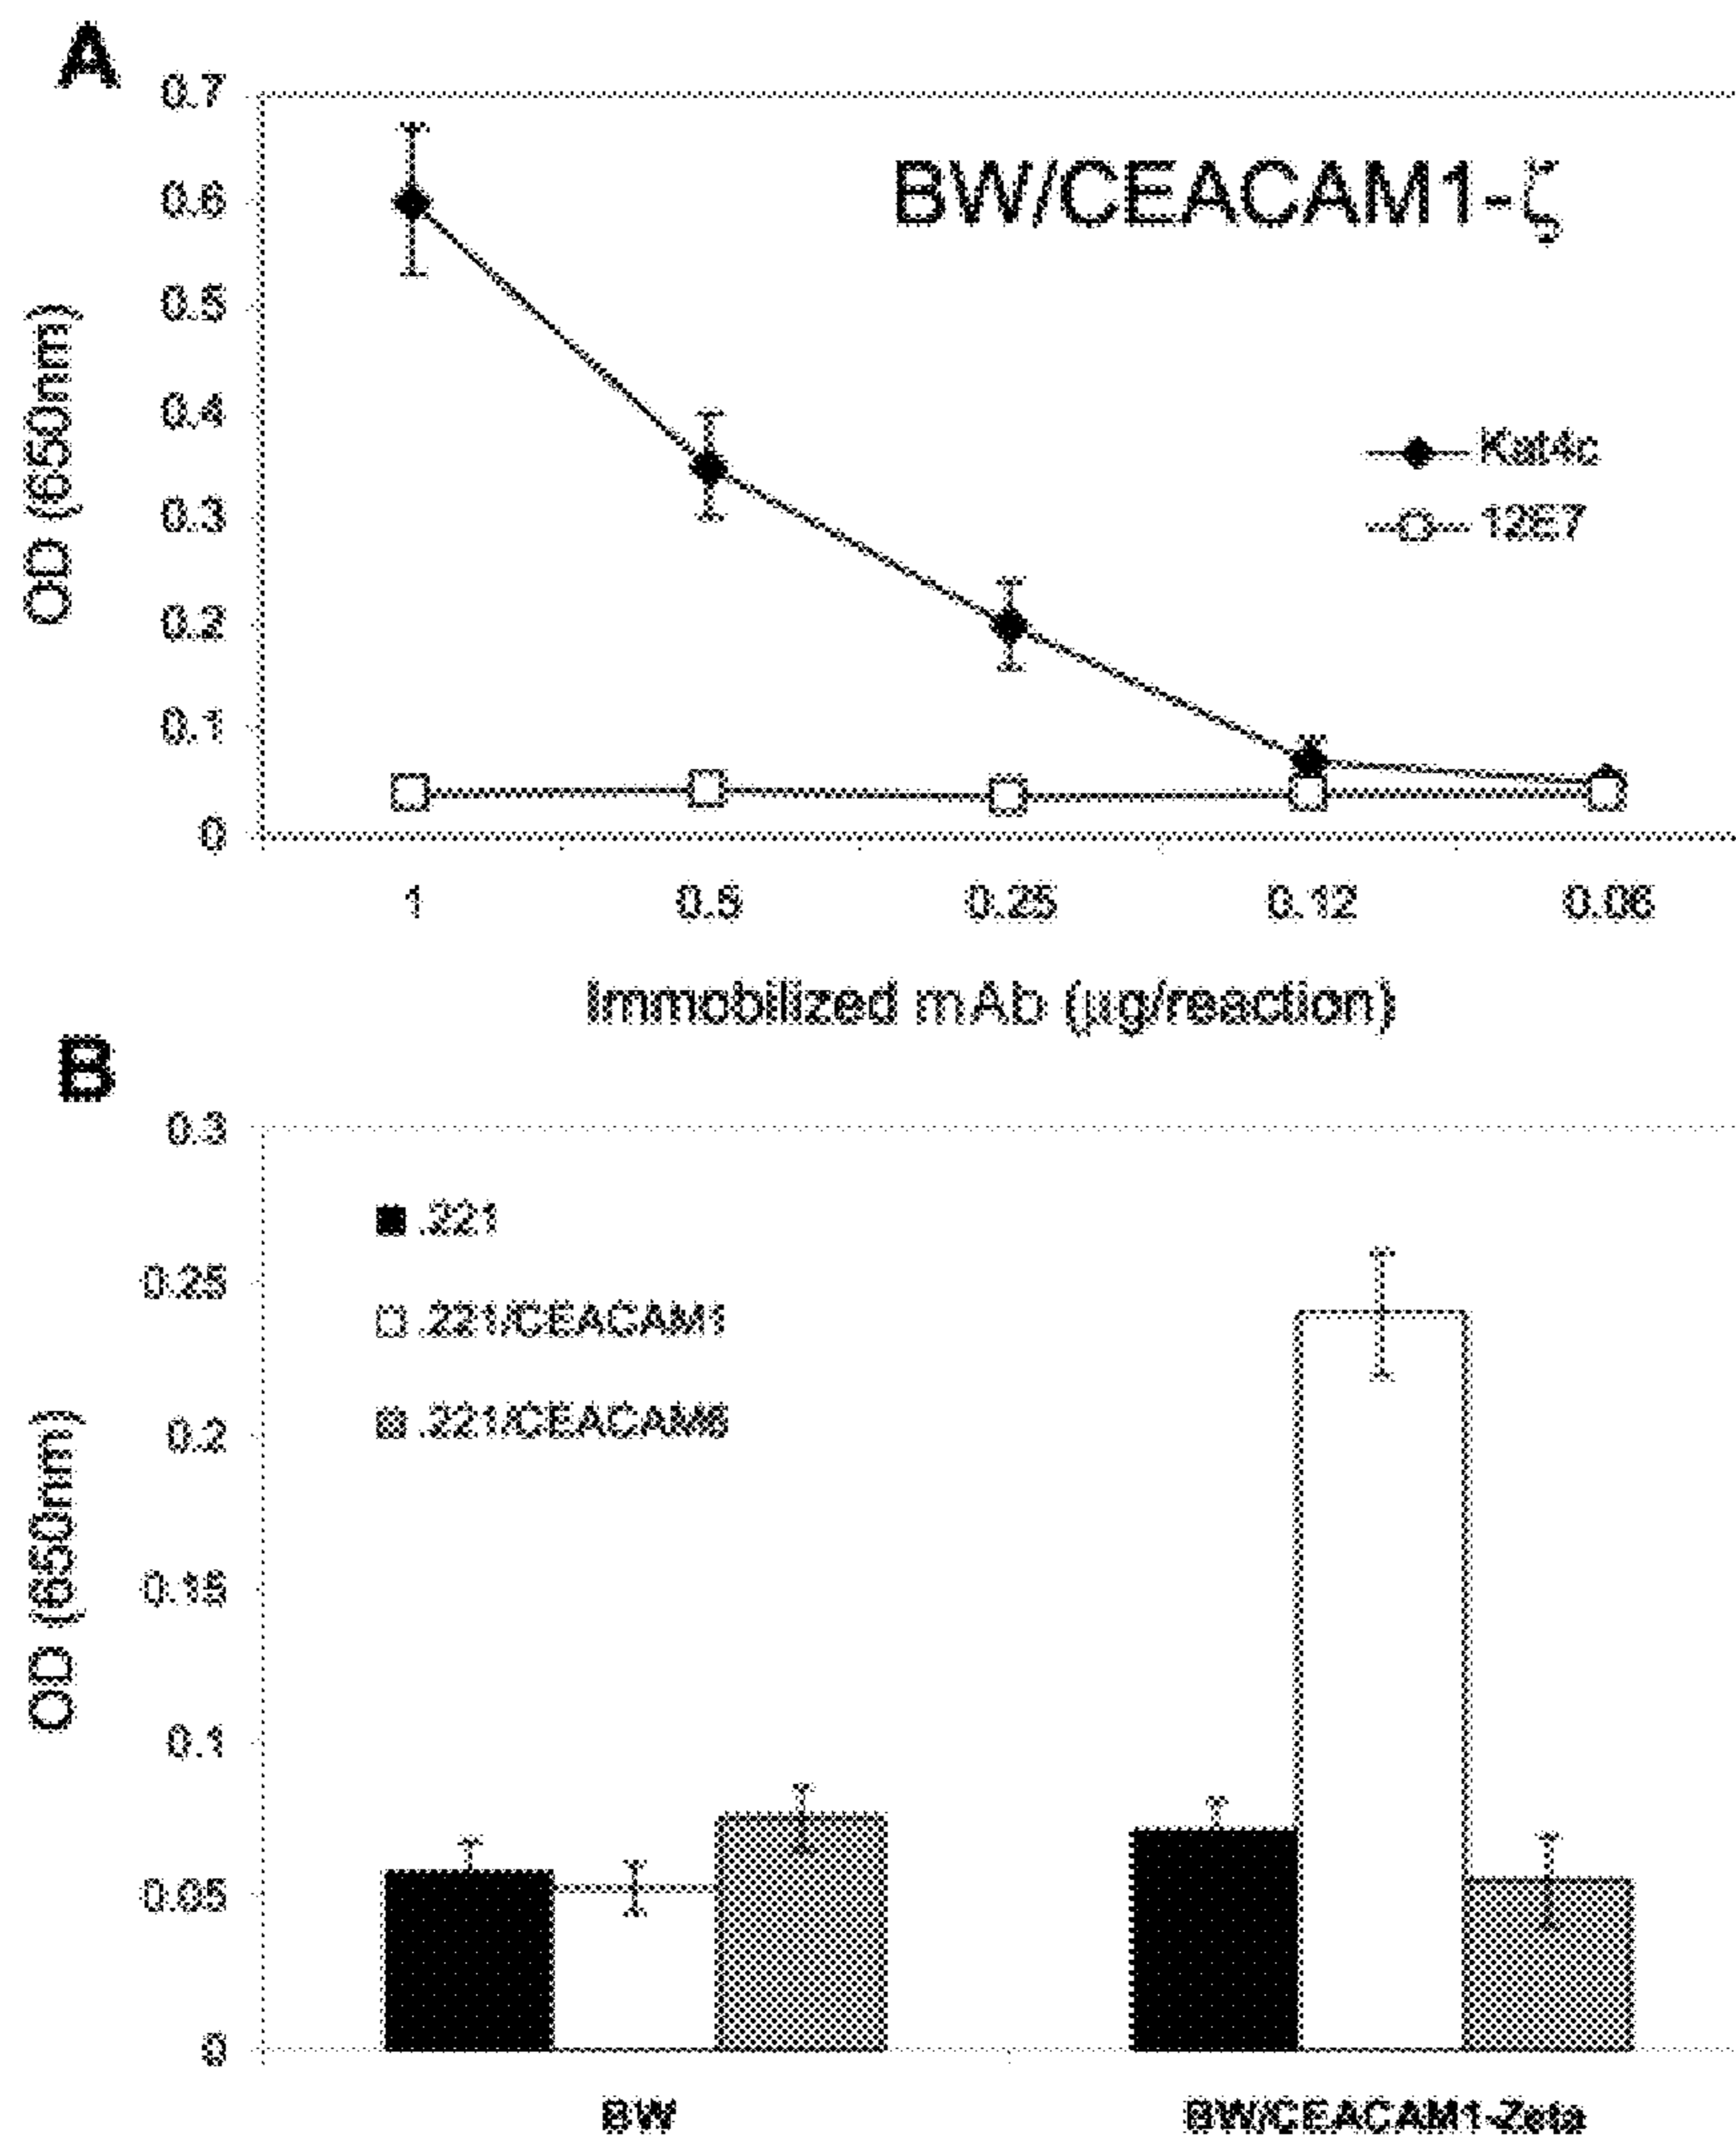 A
0.7
0.6
0.5
0.4
0.3
0.2
0.1
0
OD (650nm)
BW/CEACAM1-ζ
Kat4c
12E7
1
0.5
0.25
0.12
0.06
Immobilized mAb (µg/reaction)
B
0.3
0.25
0.2
0.15
0.1
0.05
0
OD (650nm)
.221
.221/CEACAM1
.221/CEACAM6
BW
BW/CEACAM1-Zeta